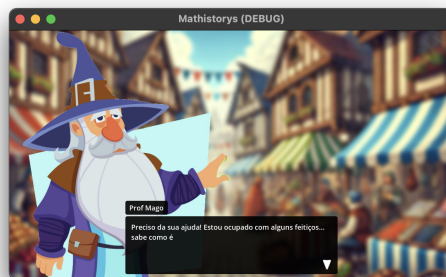 Mathistorys (DEBUG)
Prof Mago
Preciso da sua ajuda! Estou ocupado com alguns feitiços...
sabe como é